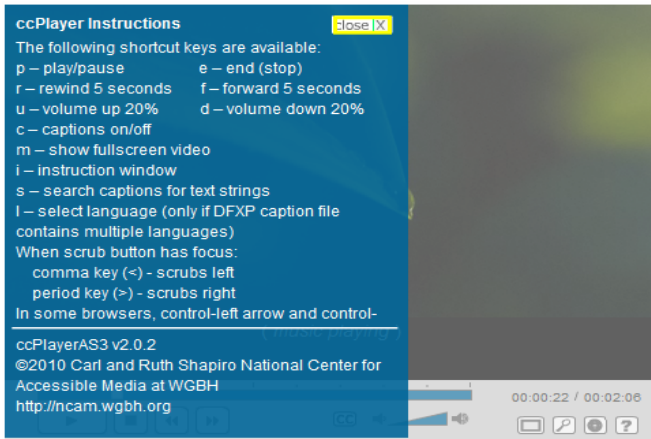 ccPlayer Instructions close X
The following shortcut keys are available:
p – play/pause e – end (stop)
r – rewind 5 seconds f – forward 5 seconds
u – volume up 20% d – volume down 20%
c – captions on/off
m – show fullscreen video
i – instruction window
s – search captions for text strings
l – select language (only if DFXP caption file
contains multiple languages)
When scrub button has focus:
comma key (<) - scrubs left
period key (>) - scrubs right
In some browsers, control-left arrow and control-
(music playing)
ccPlayerAS3 v2.0.2
©2010 Carl and Ruth Shapiro National Center for
Accessible Media at WGBH
http://ncam.wgbh.org
CC
00:00:22 / 00:02:06
?